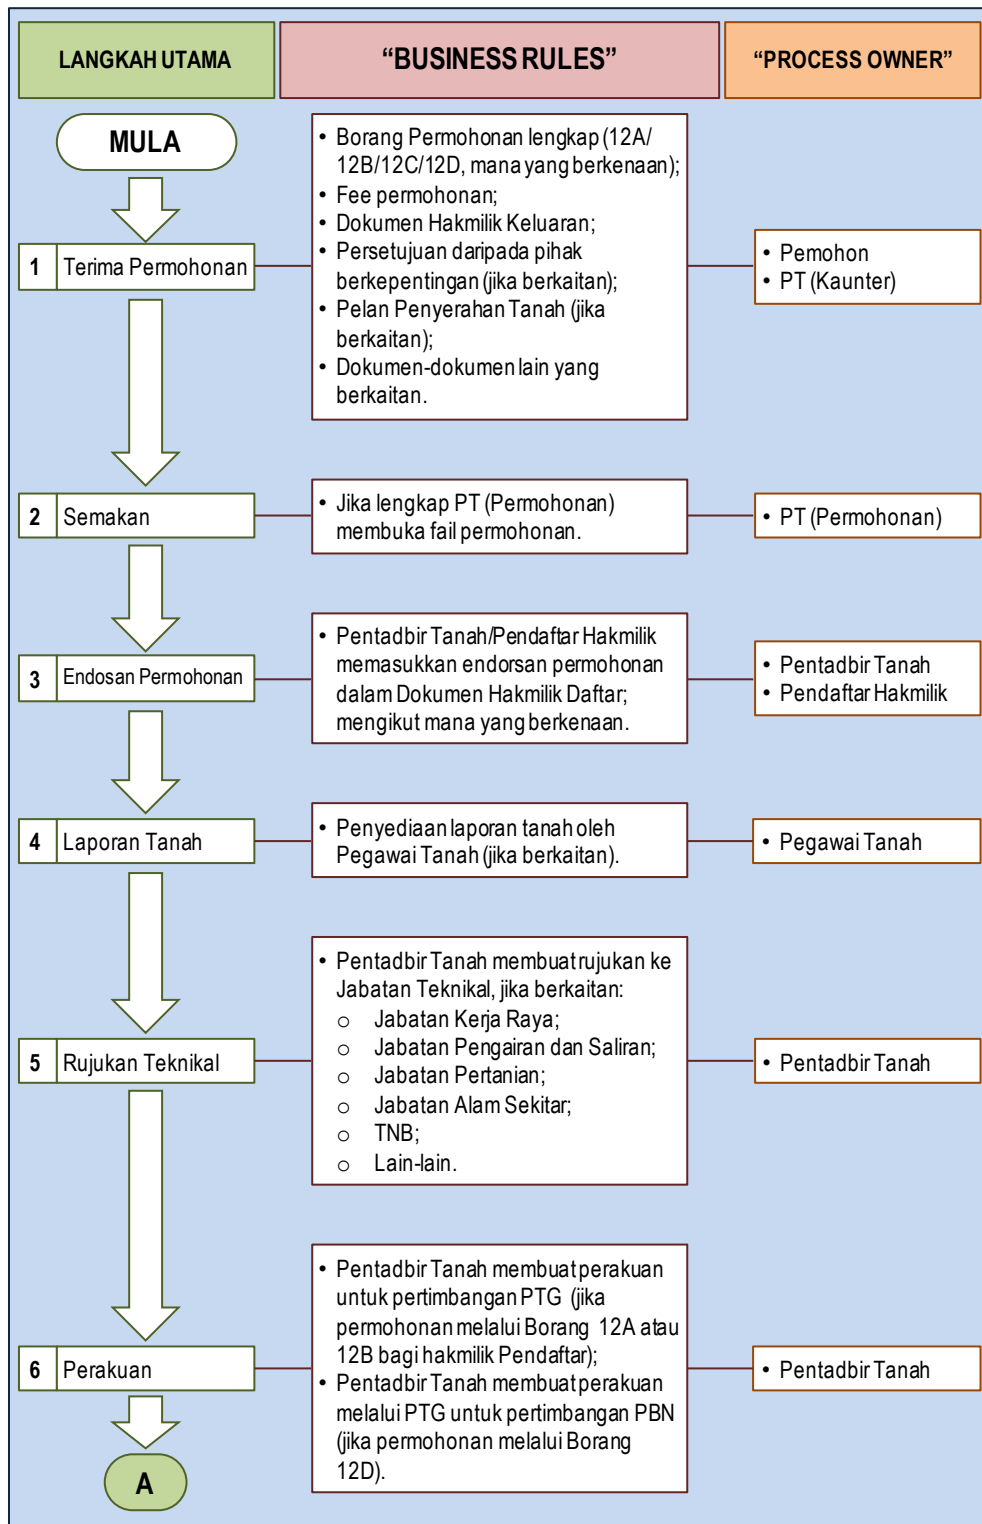 LANGKAH UTAMA
“BUSINESS RULES”
“PROCESS OWNER”
MULA
1 Terima Permohonan
• Borang Permohonan lengkap (12A/
12B/12C/12D, mana yang berkenaan);
• Fee permohonan;
• Dokumen Hakmilik Keluaran;
• Persetujuan daripada pihak
berkepentingan (jika berkaitan);
• Pelan Penyerahan Tanah (jika
berkaitan);
• Dokumen-dokumen lain yang
berkaitan.
• Pemohon
• PT (Kaunter)
2 Semakan
• Jika lengkap PT (Permohonan)
membuka fail permohonan.
• PT (Permohonan)
3 Endosan Permohonan
• Pentadbir Tanah/Pendaftar Hakmilik
memasukkan endorsan permohonan
dalam Dokumen Hakmilik Daftar;
mengikut mana yang berkenaan.
• Pentadbir Tanah
• Pendaftar Hakmilik
4 Laporan Tanah
• Penyediaan laporan tanah oleh
Pegawai Tanah (jika berkaitan).
• Pegawai Tanah
5 Rujukan Teknikal
• Pentadbir Tanah membuat rujukan ke
Jabatan Teknikal, jika berkaitan:
o Jabatan Kerja Raya;
o Jabatan Pengairan dan Saliran;
o Jabatan Pertanian;
o Jabatan Alam Sekitar;
o TNB;
o Lain-lain.
• Pentadbir Tanah
6 Perakuan
• Pentadbir Tanah membuat perakuan
untuk pertimbangan PTG (jika
permohonan melalui Borang 12A atau
12B bagi hakmilik Pendaftar);
• Pentadbir Tanah membuat perakuan
melalui PTG untuk pertimbangan PBN
(jika permohonan melalui Borang
12D).
• Pentadbir Tanah
A